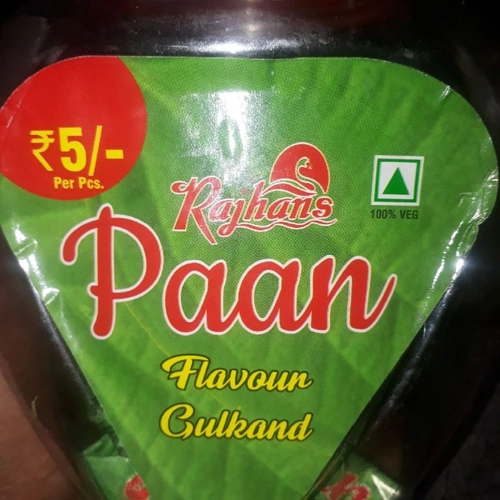 ₹5/-
Per Pcs.
Rajhans
100% VEG
Paan
Flavour
Gulkand